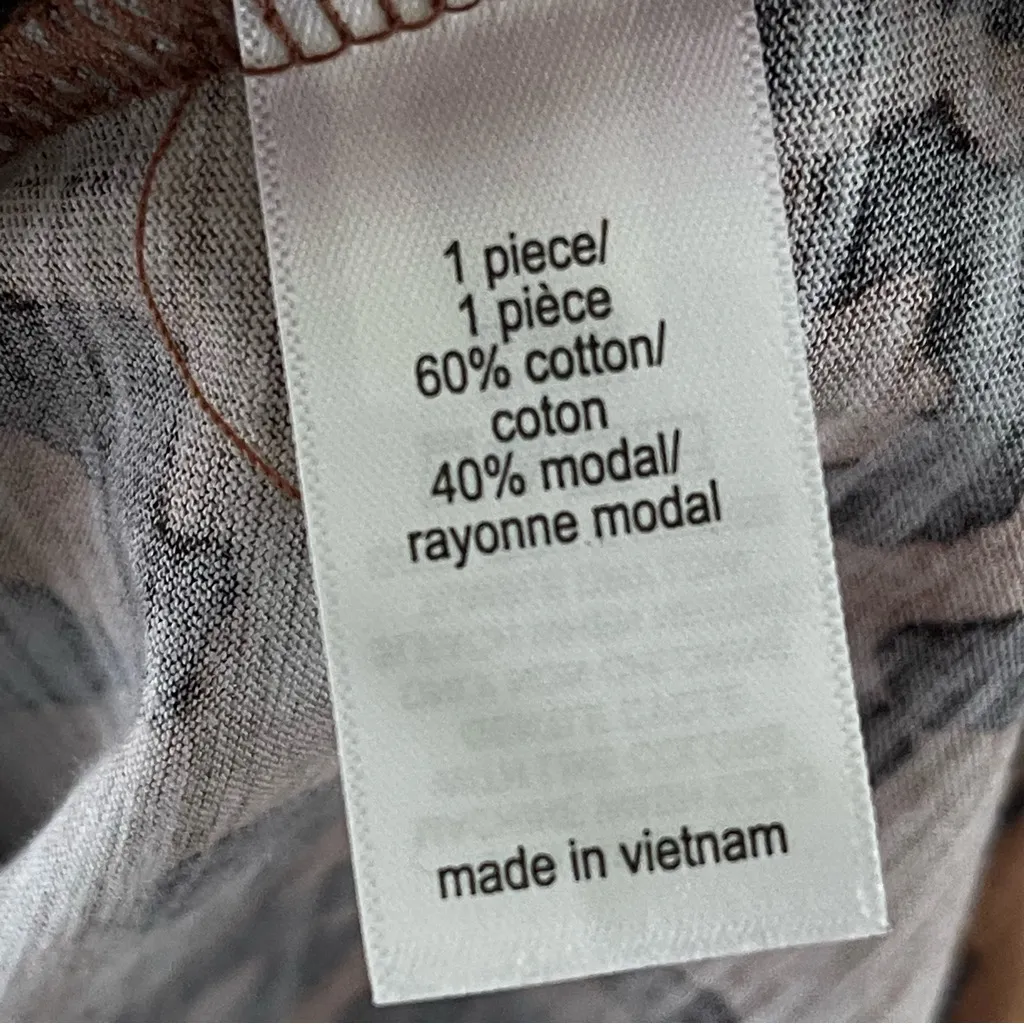 1 piece/
1 pièce
60% cotton/
coton
40% modal/
rayonne modal
made in vietnam